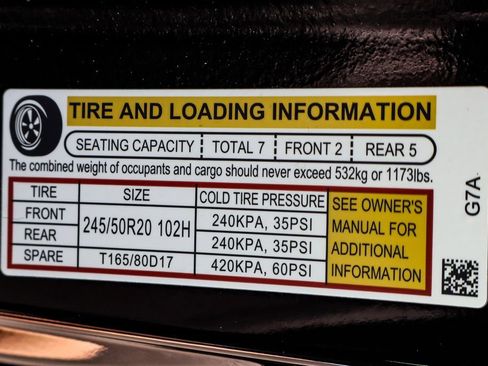 TIRE AND LOADING INFORMATION
SEATING CAPACITY TOTAL 7 FRONT 2 REAR 5
The combined weight of occupants and cargo should never exceed 532kg or 1173lbs.
TIRE SIZE COLD TIRE PRESSURE
FRONT 245/50R20 102H 240KPA, 35PSI
REAR 240KPA, 35PSI
SPARE T165/80D17 420KPA, 60PSI
SEE OWNER'S
MANUAL FOR
ADDITIONAL
INFORMATION
G7A